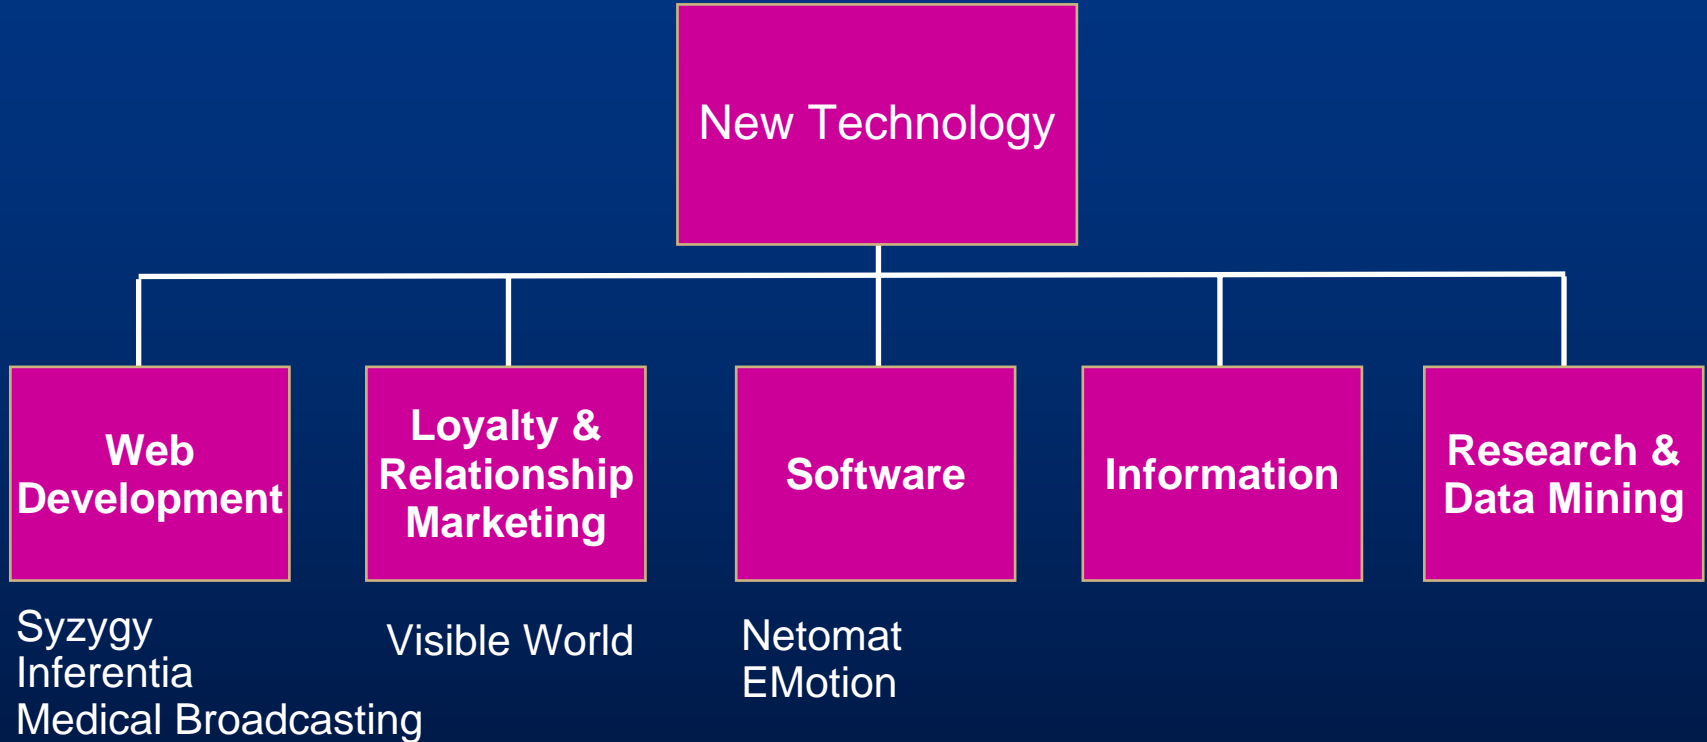 New Technology
Web
Development
Loyalty &
Relationship
Marketing
Software
Information
Research &
Data Mining
Syzygy
Inferentia
Medical Broadcasting
Visible World
Netomat
EMotion